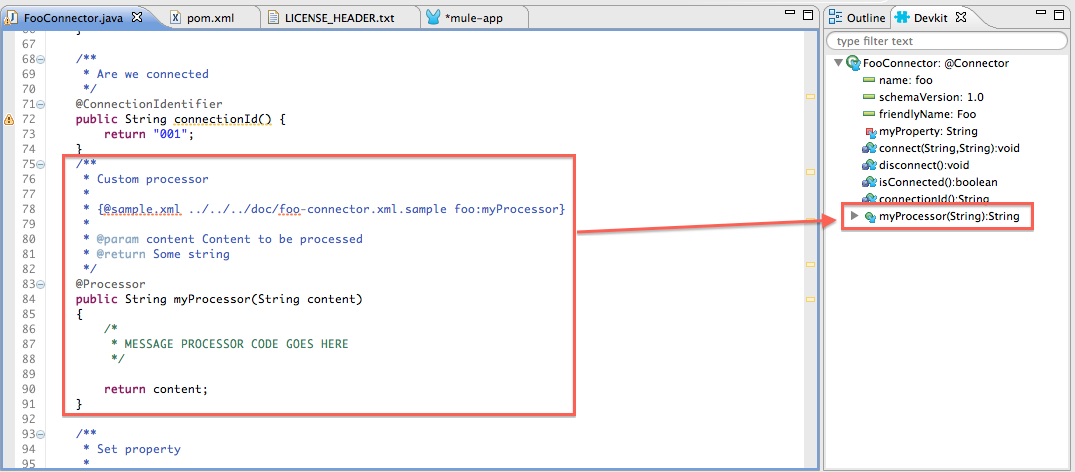 FooConnector.java
pom.xml
LICENSE_HEADER.txt
*mule-app
Outline
Devkit
type filter text
67
68 /**
69 * Are we connected
70 */
71 @ConnectionIdentifier
72 public String connectionId() {
73 return "001";
74 }
75 /**
76 * Custom processor
77 *
78 * {@sample.xml ../../../doc/foo-connector.xml.sample foo:myProcessor}
79 *
80 * @param content Content to be processed
81 * @return Some string
82 */
83 @Processor
84 public String myProcessor(String content)
85 {
86 /*
87 * MESSAGE PROCESSOR CODE GOES HERE
88 */
89
90 return content;
91 }
92
93 /**
94 * Set property
95 *
FooConnector: @Connector
name: foo
schemaVersion: 1.0
friendlyName: Foo
myProperty: String
connect(String,String):void
disconnect():void
isConnected():boolean
connectionId():String
myProcessor(String):String